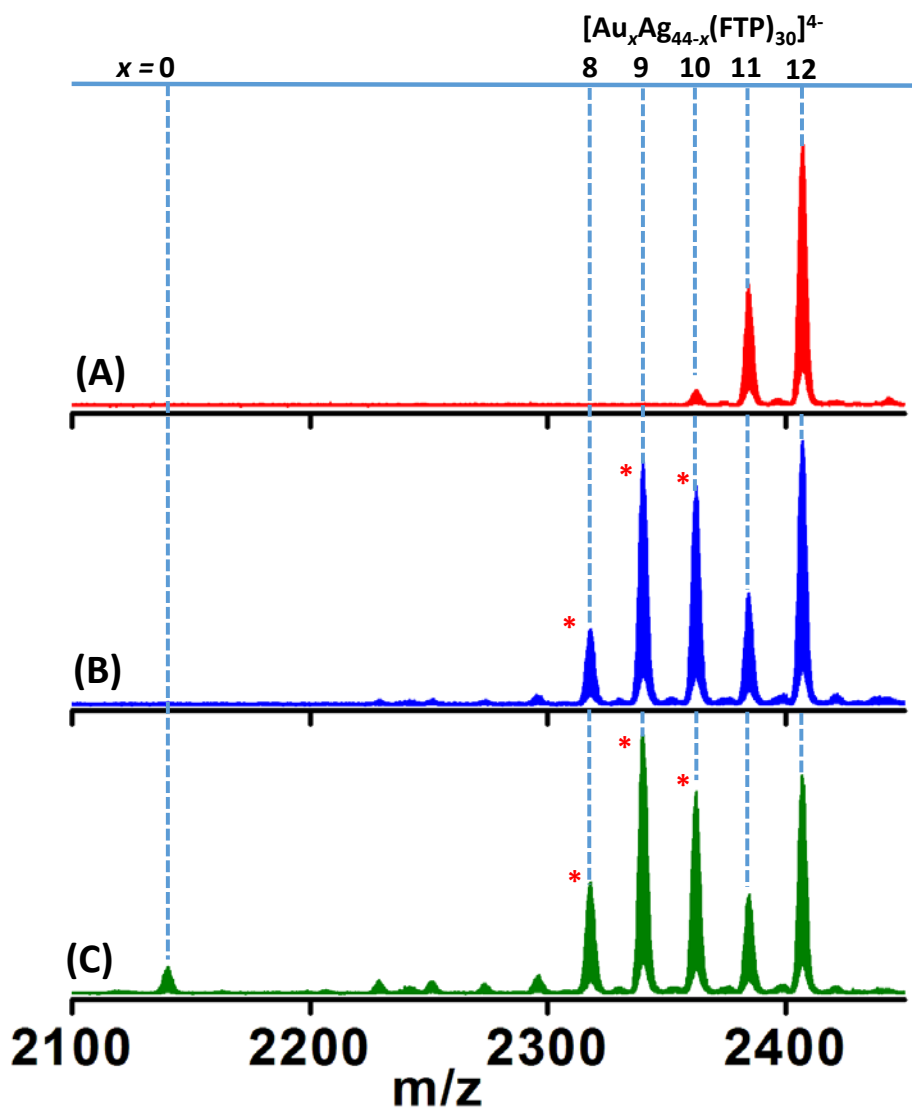 [AuₓAg₄₄₋ₓ(FTP)₃₀]⁴⁻
x = 0 8 9 10 11 12
(A)
* *
*
(B)
*
*
*
(C)
2100 2200 2300 2400
m/z